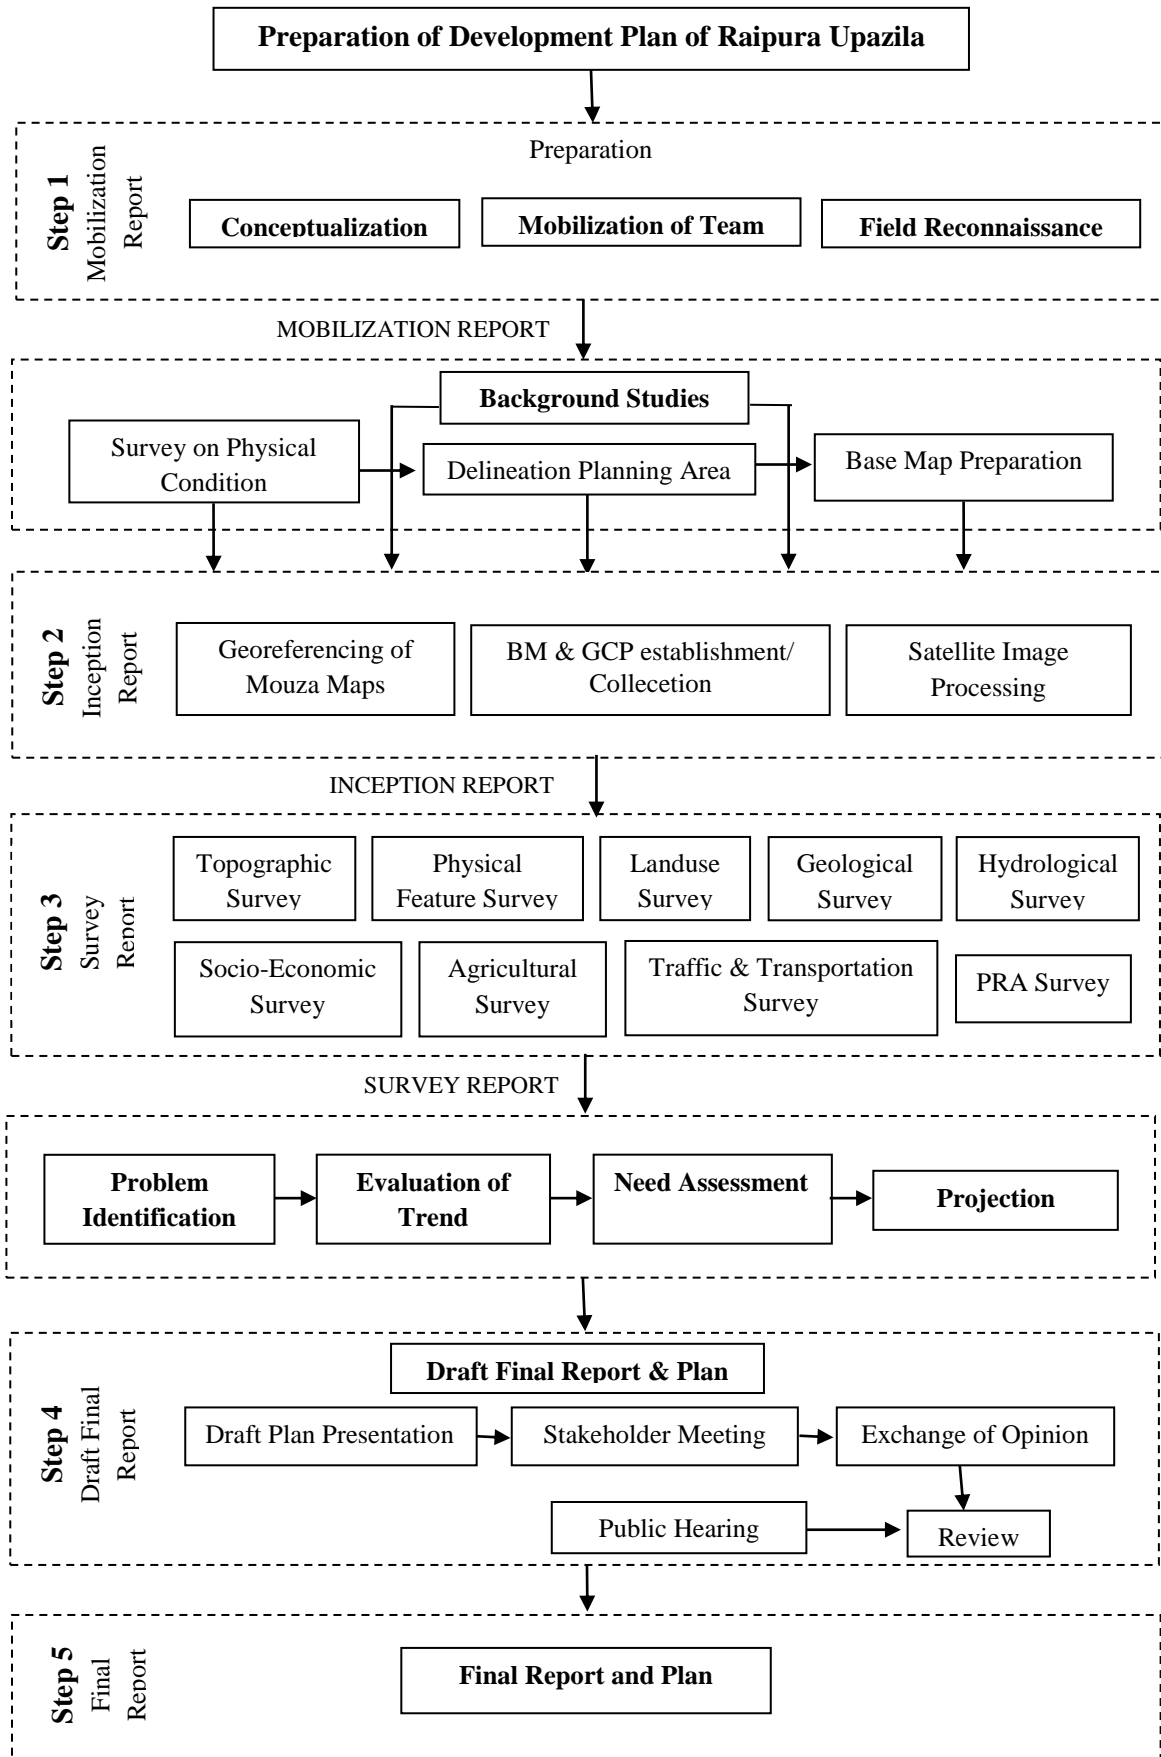 Preparation of Development Plan of Raipura Upazila
Preparation
Step 1
Mobilization
Report
Conceptualization
Mobilization of Team
Field Reconnaissance
MOBILIZATION REPORT
Background Studies
Survey on Physical
Condition
Delineation Planning Area
Base Map Preparation
Step 2
Inception
Report
Georeferencing of
Mouza Maps
BM & GCP establishment/
Collecetion
Satellite Image
Processing
INCEPTION REPORT
Step 3
Survey
Report
Topographic
Survey
Physical
Feature Survey
Landuse
Survey
Geological
Survey
Hydrological
Survey
Socio-Economic
Survey
Agricultural
Survey
Traffic & Transportation
Survey
PRA Survey
SURVEY REPORT
Problem
Identification
Evaluation of
Trend
Need Assessment
Projection
Step 4
Draft Final
Report
Draft Final Report & Plan
Draft Plan Presentation
Stakeholder Meeting
Exchange of Opinion
Public Hearing
Review
Step 5
Final
Report
Final Report and Plan